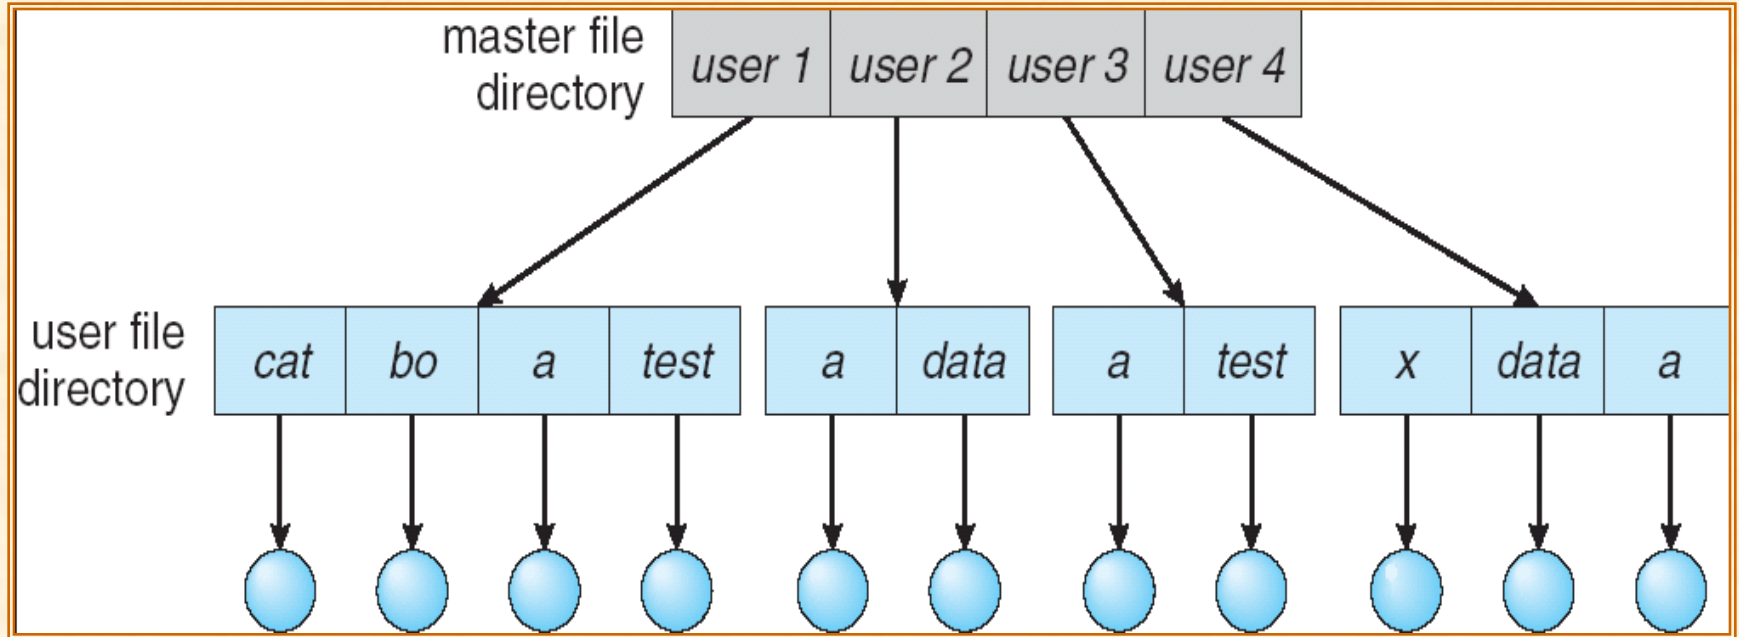 master file
directory
user 1 user 2 user 3 user 4
user file
directory
cat bo a test a data a test x data a